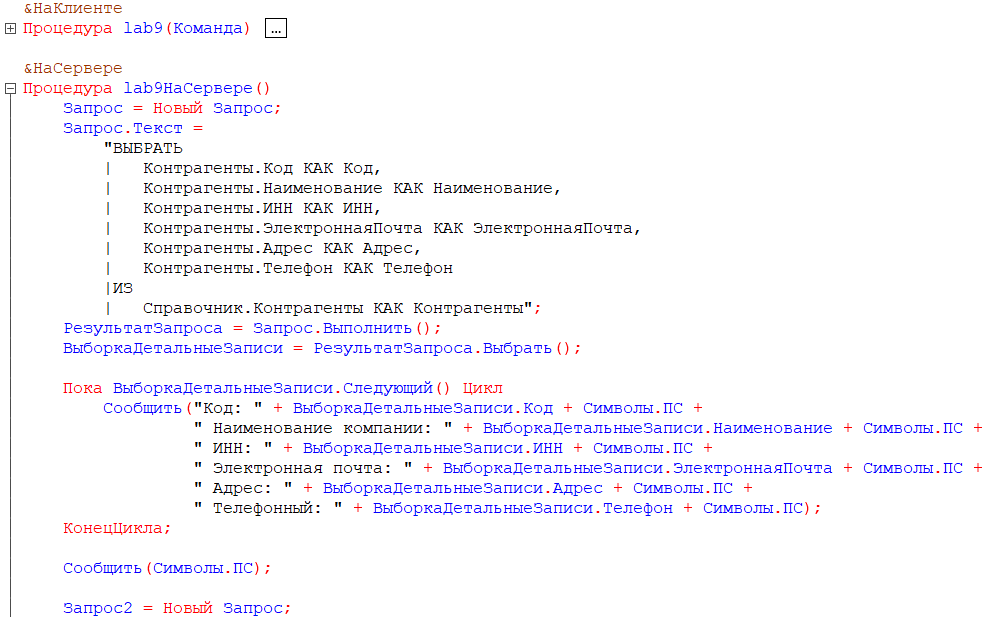 &НаКлиенте
Процедура lab9(Команда) ...
&НаСервере
Процедура lab9НаСервере()
Запрос = Новый Запрос;
Запрос.Текст =
"ВЫБРАТЬ
|   Контрагенты.Код КАК Код,
|   Контрагенты.Наименование КАК Наименование,
|   Контрагенты.ИНН КАК ИНН,
|   Контрагенты.ЭлектроннаяПочта КАК ЭлектроннаяПочта,
|   Контрагенты.Адрес КАК Адрес,
|   Контрагенты.Телефон КАК Телефон
|ИЗ
|   Справочник.Контрагенты КАК Контрагенты";
РезультатЗапроса = Запрос.Выполнить();
ВыборкаДетальныеЗаписи = РезультатЗапроса.Выбрать();
Пока ВыборкаДетальныеЗаписи.Следующий() Цикл
Сообщить("Код: " + ВыборкаДетальныеЗаписи.Код + Символы.ПС +
" Наименование компании: " + ВыборкаДетальныеЗаписи.Наименование + Символы.ПС +
" ИНН: " + ВыборкаДетальныеЗаписи.ИНН + Символы.ПС +
" Электронная почта: " + ВыборкаДетальныеЗаписи.ЭлектроннаяПочта + Символы.ПС +
" Адрес: " + ВыборкаДетальныеЗаписи.Адрес + Символы.ПС +
" Телефонный: " + ВыборкаДетальныеЗаписи.Телефон + Символы.ПС);
КонецЦикла;
Сообщить(Символы.ПС);
Запрос2 = Новый Запрос;